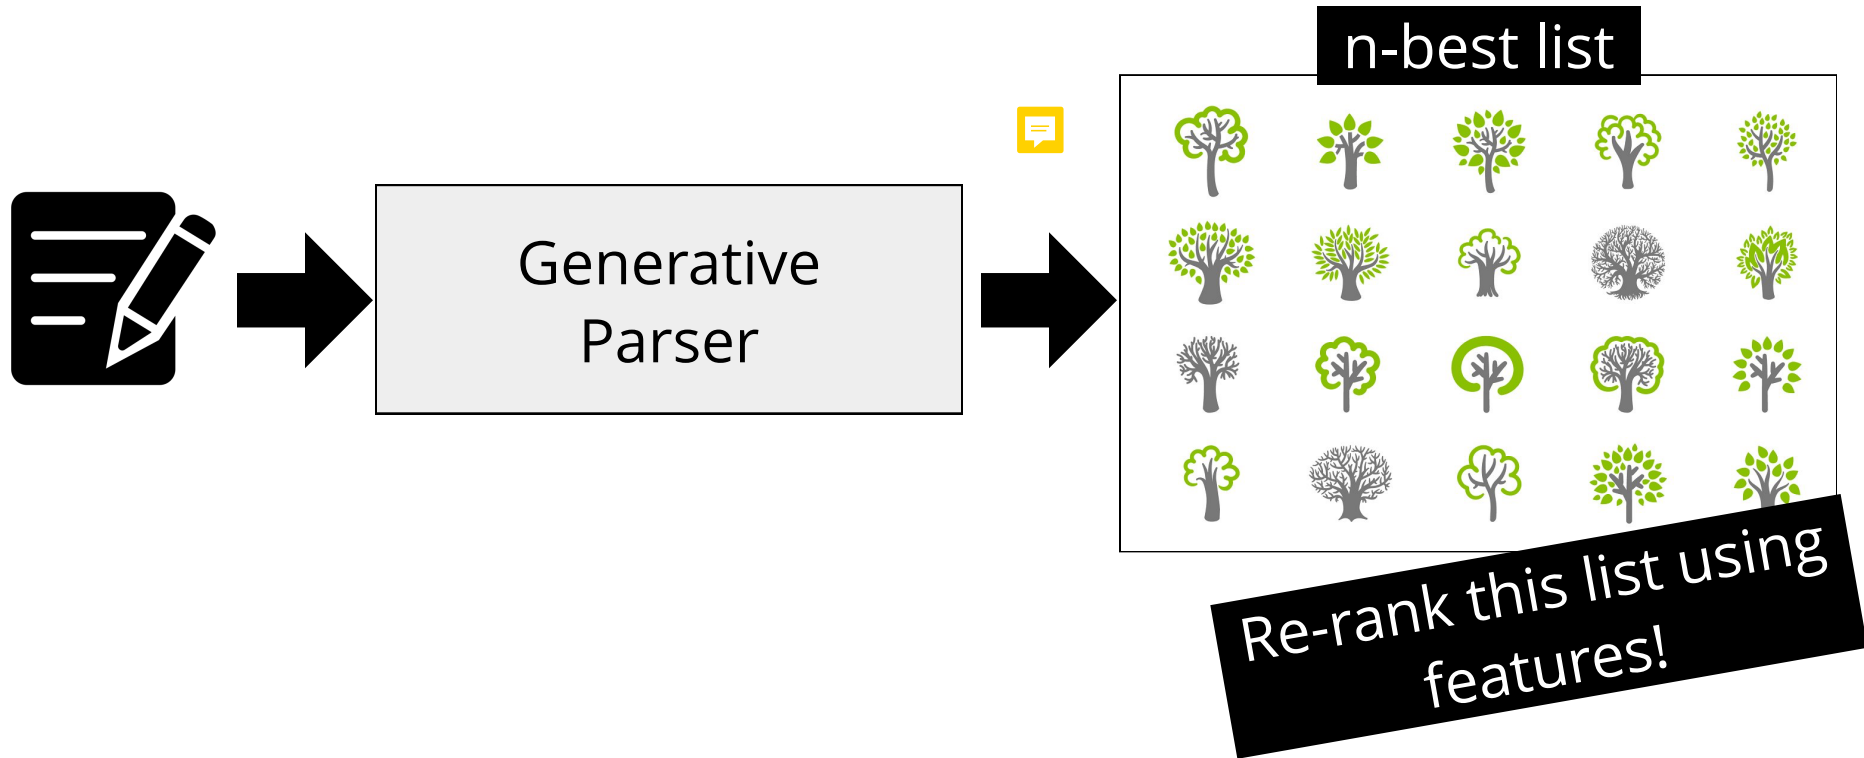 n-best list
Generative
Parser
Re-rank this list using
features!